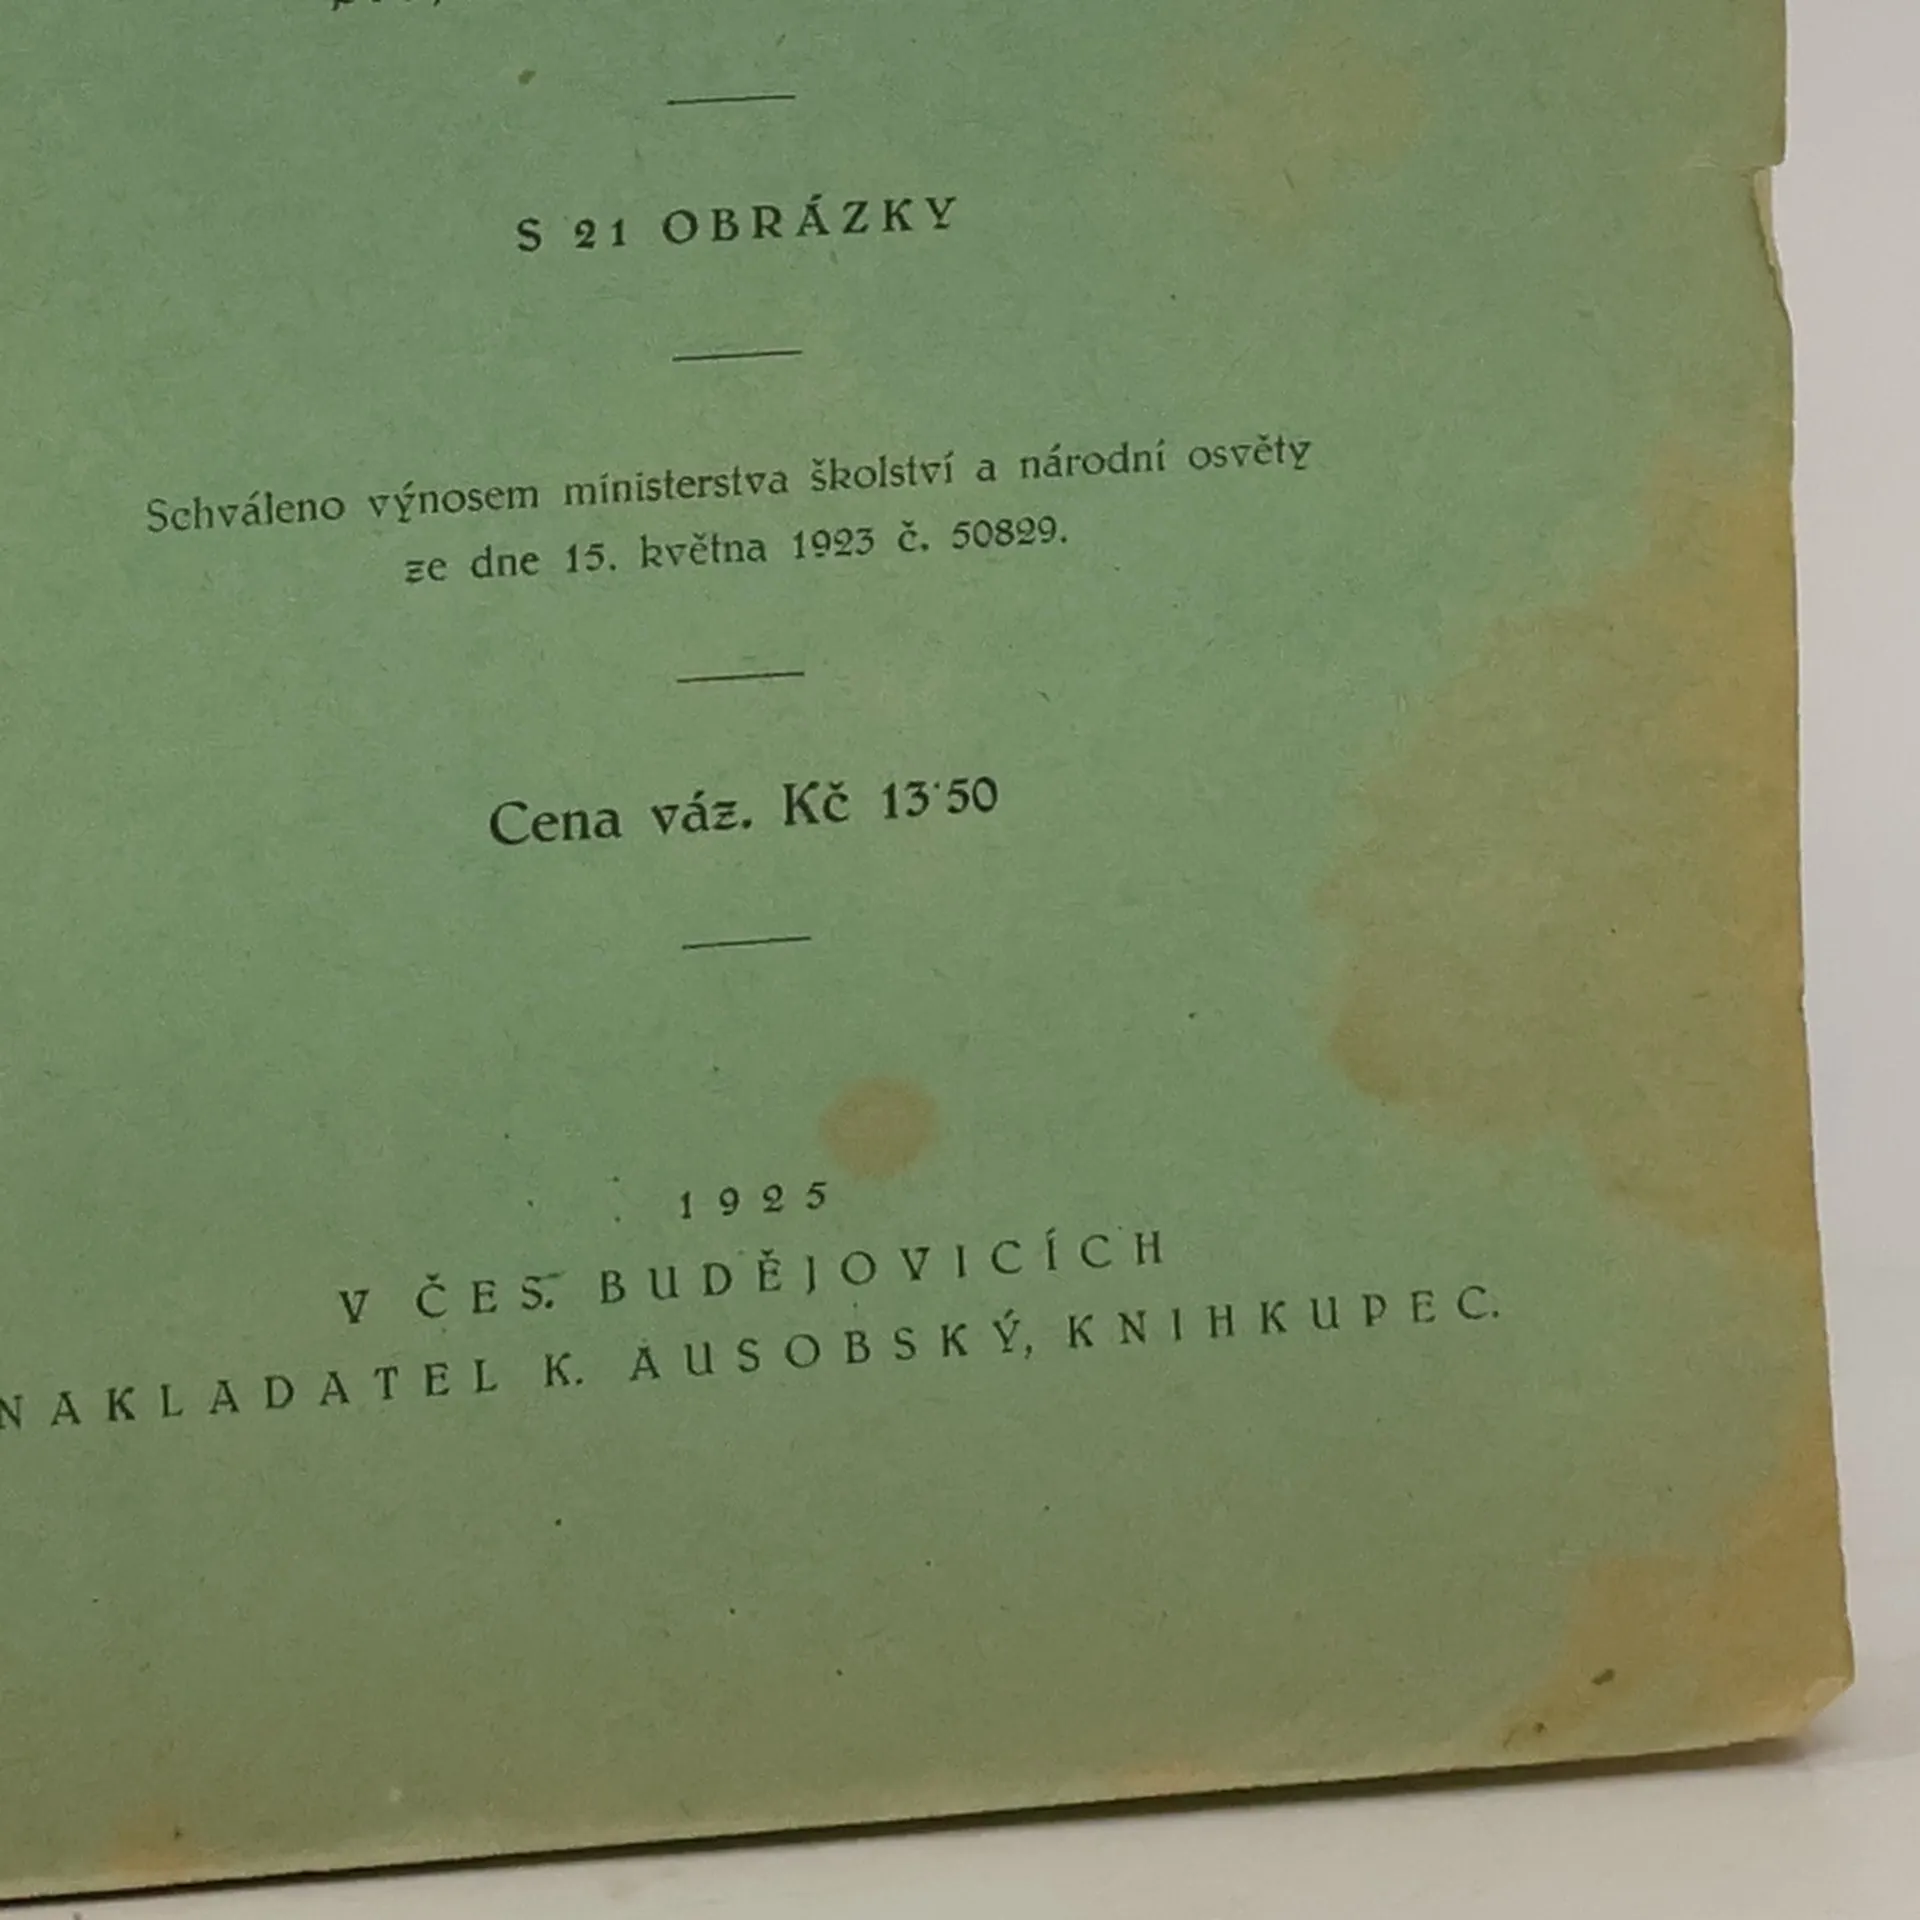 S 21 OBRÁZKY
Schváleno výnosem ministerstva školství a národní osvěty
ze dne 15. května 1923 č. 50829.
Cena váz. Kč 13·50
1925
V ČES. BUDĚJOVICÍCH
NAKLADATEL K. AUSOBSKÝ, KNIHKUPEC.